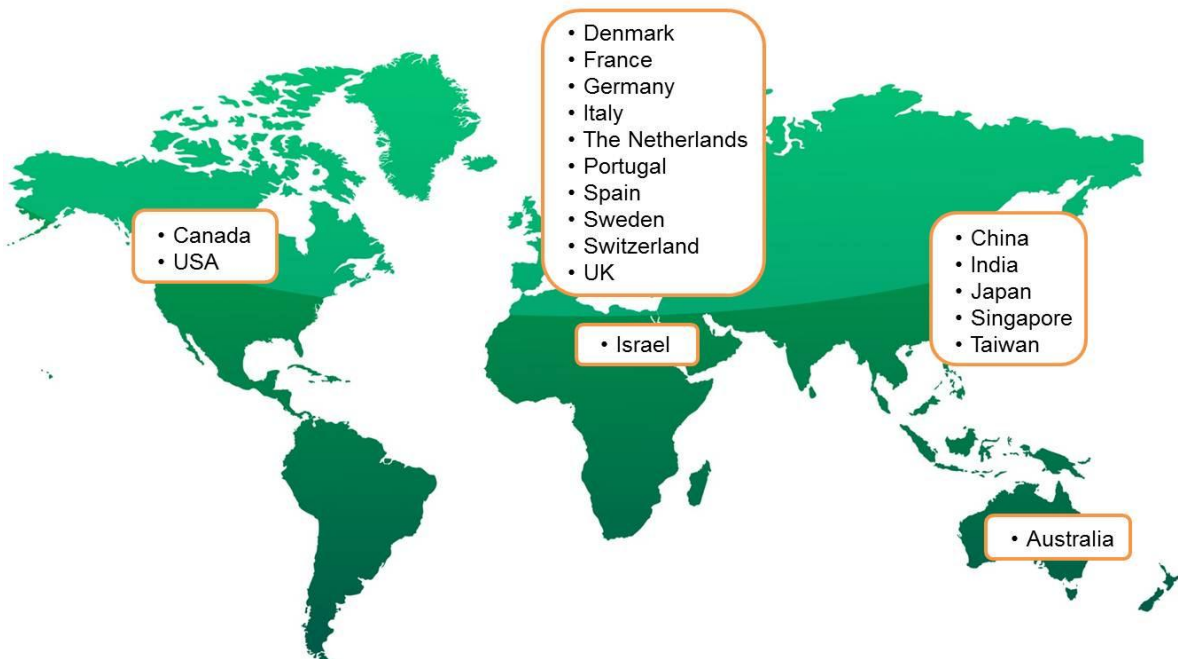 • Denmark
• France
• Germany
• Italy
• The Netherlands
• Portugal
• Spain
• Sweden
• Switzerland
• UK
• Canada
• USA
• China
• India
• Japan
• Singapore
• Taiwan
• Israel
• Australia